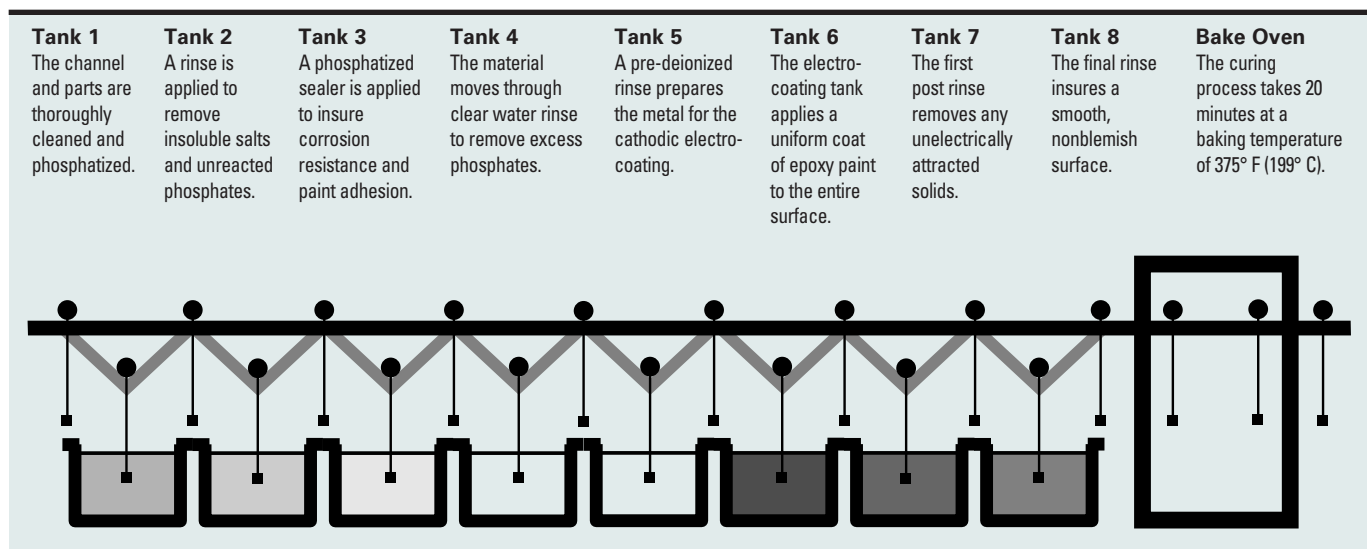 Tank 1
The channel
and parts are
thoroughly
cleaned and
phosphatized.
Tank 2
A rinse is
applied to
remove
insoluble salts
and unreacted
phosphates.
Tank 3
A phosphatized
sealer is applied
to insure
corrosion
resistance and
paint adhesion.
Tank 4
The material
moves through
clear water rinse
to remove excess
phosphates.
Tank 5
A pre-deionized
rinse prepares
the metal for the
cathodic electro-
coating.
Tank 6
The electro-
coating tank
applies a
uniform coat
of epoxy paint
to the entire
surface.
Tank 7
The first
post rinse
removes any
unelectrically
attracted
solids.
Tank 8
The final rinse
insures a
smooth,
nonblemish
surface.
Bake Oven
The curing
process takes 20
minutes at a
baking temperature
of 375° F (199° C).